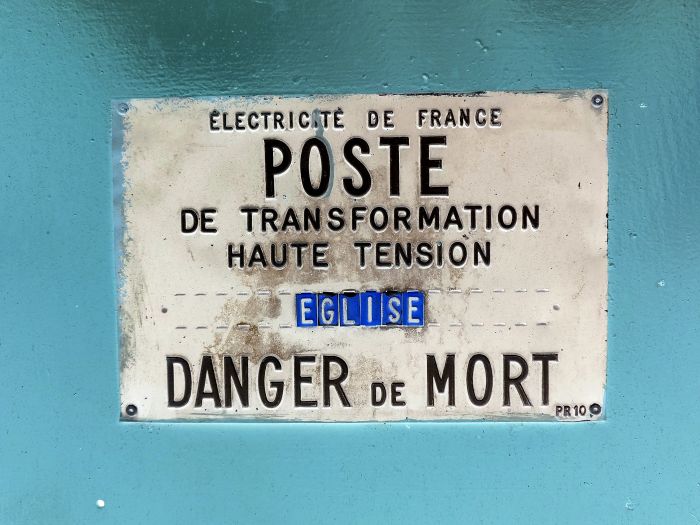 ÉLECTRICITÉ DE FRANCE
POSTE
DE TRANSFORMATION
HAUTE TENSION
EGLISE
DANGER DE MORT
PR10